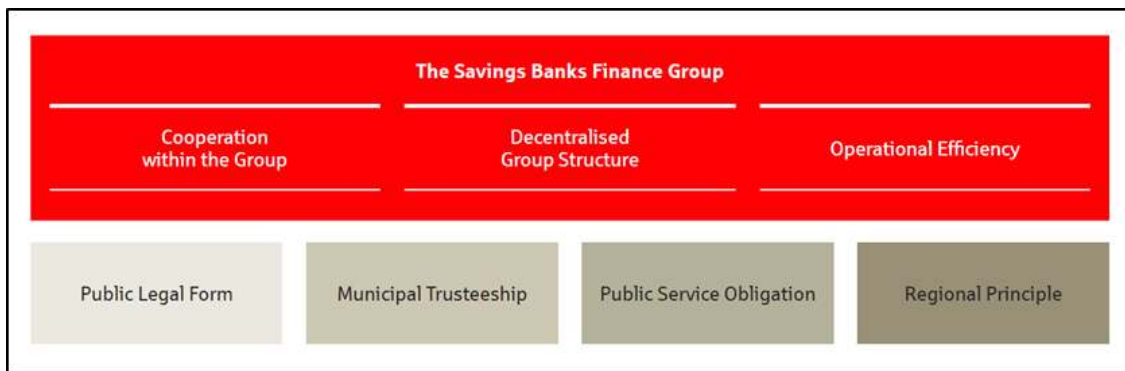 The Savings Banks Finance Group
Cooperation
within the Group
Decentralised
Group Structure
Operational Efficiency
Public Legal Form
Municipal Trusteeship
Public Service Obligation
Regional Principle